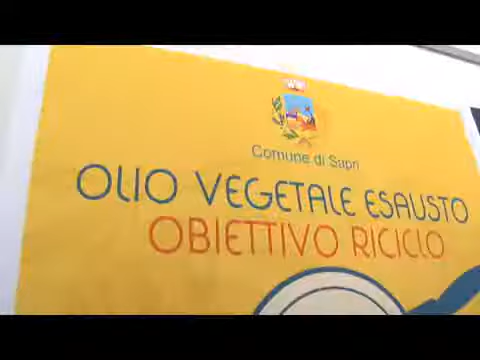 Comune di Sapri
OLIO VEGETALE ESAUSTO
OBIETTIVO RICICLO